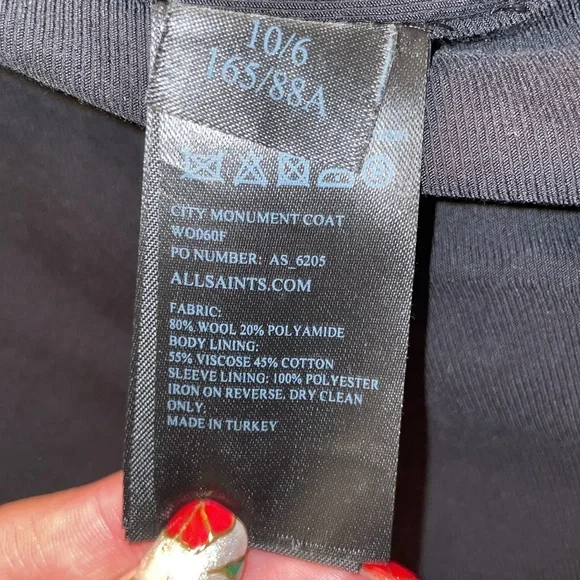 10/6
165/88A
CITY MONUMENT COAT
WO060F
PO NUMBER: AS_6205
ALLSAINTS.COM
FABRIC:
80% WOOL 20% POLYAMIDE
BODY LINING:
55% VISCOSE 45% COTTON
SLEEVE LINING: 100% POLYESTER
IRON ON REVERSE, DRY CLEAN
ONLY:
MADE IN TURKEY